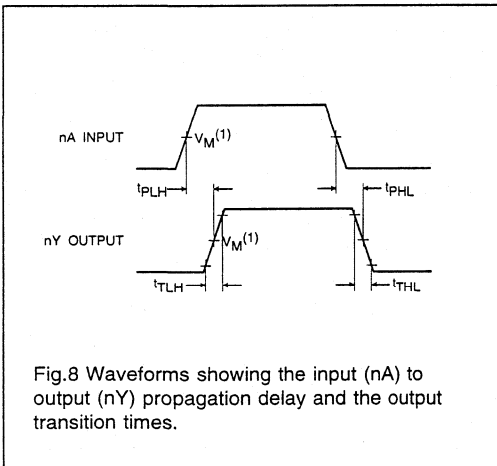 nA INPUT
VM(1)
tPLH
tPHL
nY OUTPUT
VM(1)
tTLH
tTHL
Fig.8 Waveforms showing the input (nA) to
output (nY) propagation delay and the output
transition times.